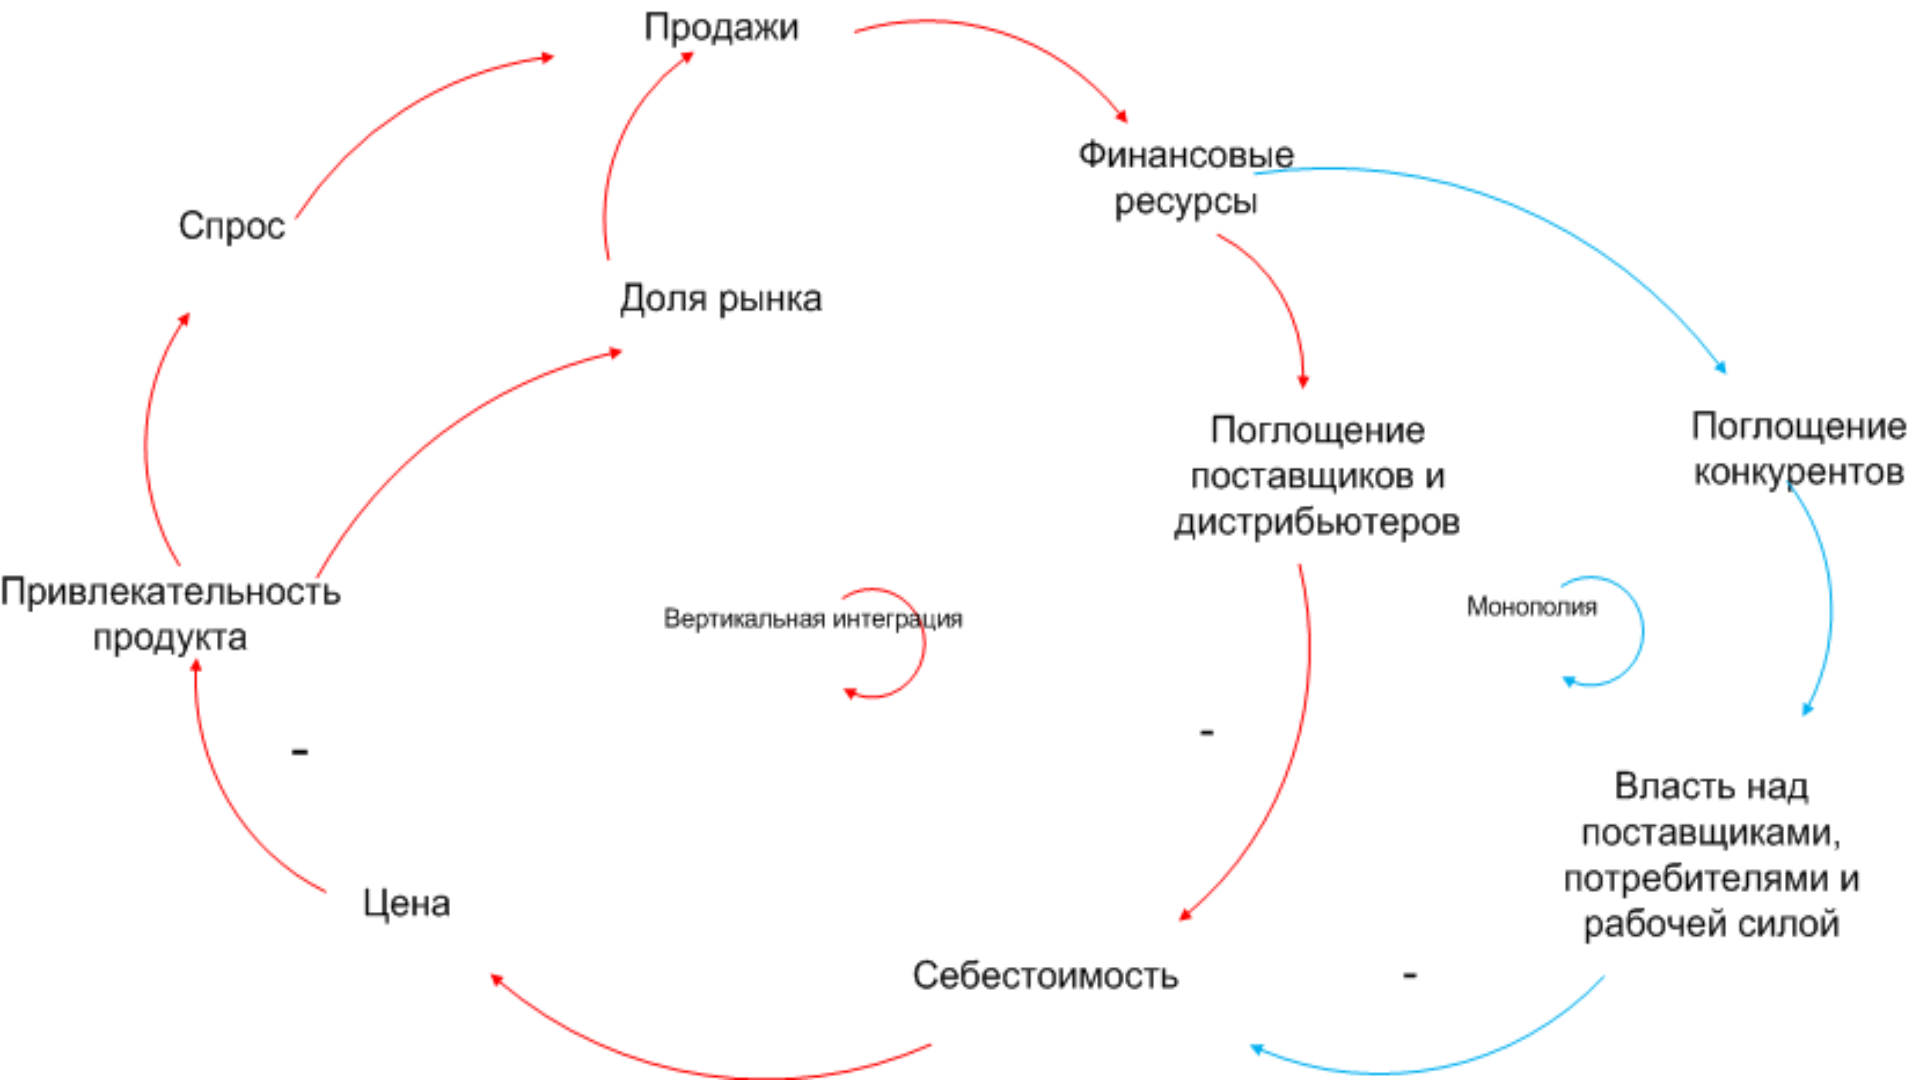 Продажи
Финансовые
ресурсы
Спрос
Доля рынка
Поглощение
поставщиков и
дистрибьютеров
Поглощение
конкурентов
Привлекательность
продукта
Вертикальная интеграция
Монополия
-
-
Власть над
поставщиками,
потребителями и
рабочей силой
Цена
Себестоимость
-